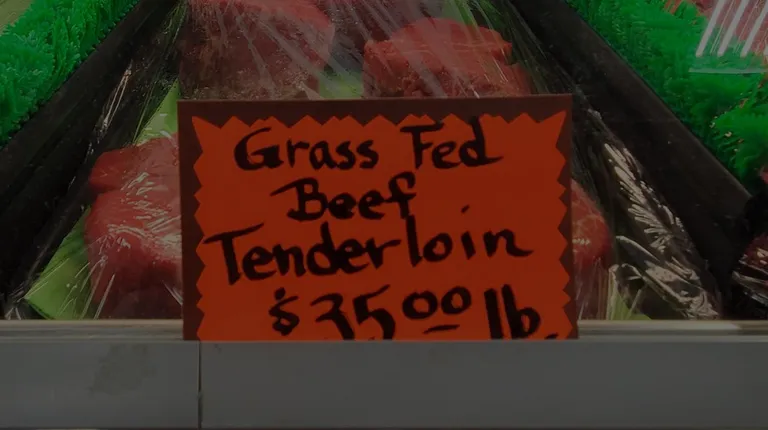 Grass Fed
Beef
Tenderloin
$35.00 lb.